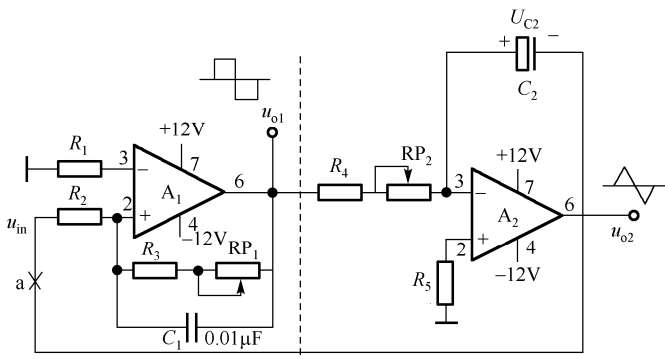 U_C2
+ −
C_2
u_o1
R_1
+12V
3
−
7
R_2
A_1
6
2
+
4
−12V
u_in
R_3
RP_1
a
C_1
0.01μF
R_4
RP_2
+12V
3
−
7
A_2
6
2
+
4
−12V
u_o2
R_5